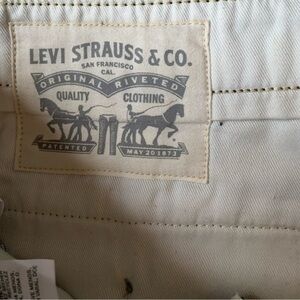 LEVI STRAUSS & CO.
SAN FRANCISCO
CAL.
ORIGINAL RIVETED
QUALITY CLOTHING
PATENTED MAY 20 1873